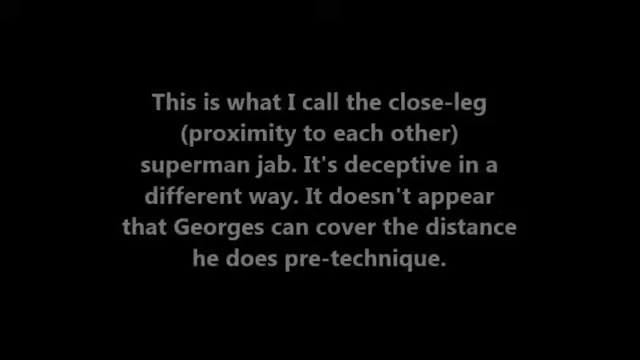 This is what I call the close-leg
(proximity to each other)
superman jab. It's deceptive in a
different way. It doesn't appear
that Georges can cover the distance
he does pre-technique.